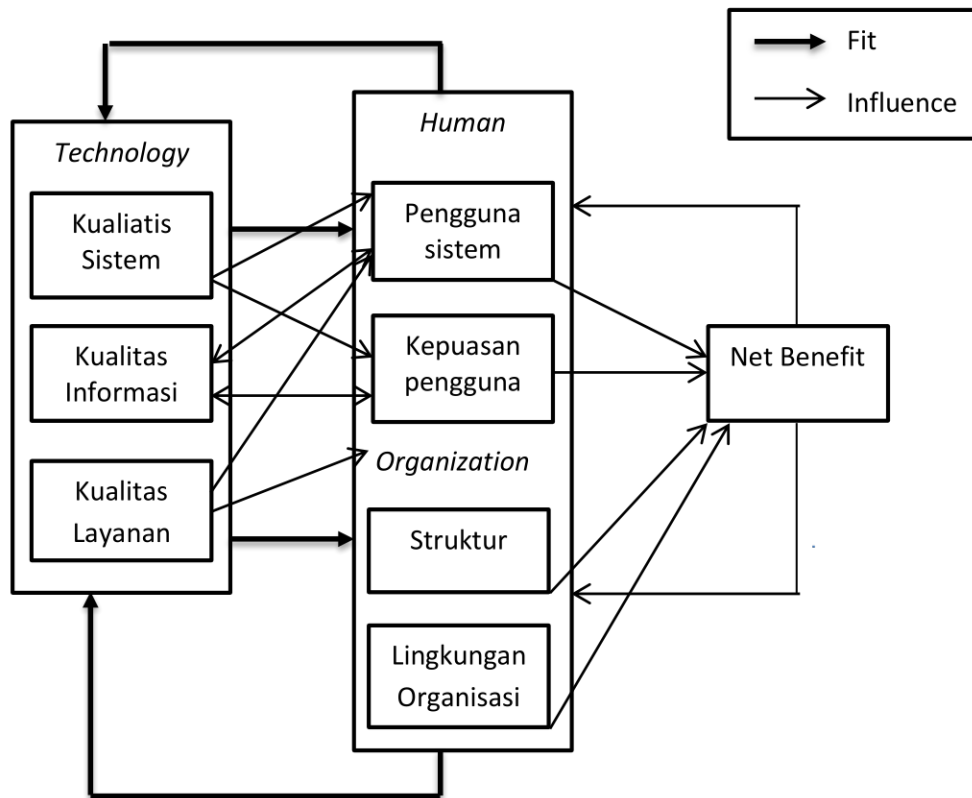 Fit
Influence
Technology
Kualiatis
Sistem
Kualitas
Informasi
Kualitas
Layanan
Human
Pengguna
sistem
Kepuasan
pengguna
Organization
Struktur
Lingkungan
Organisasi
Net Benefit